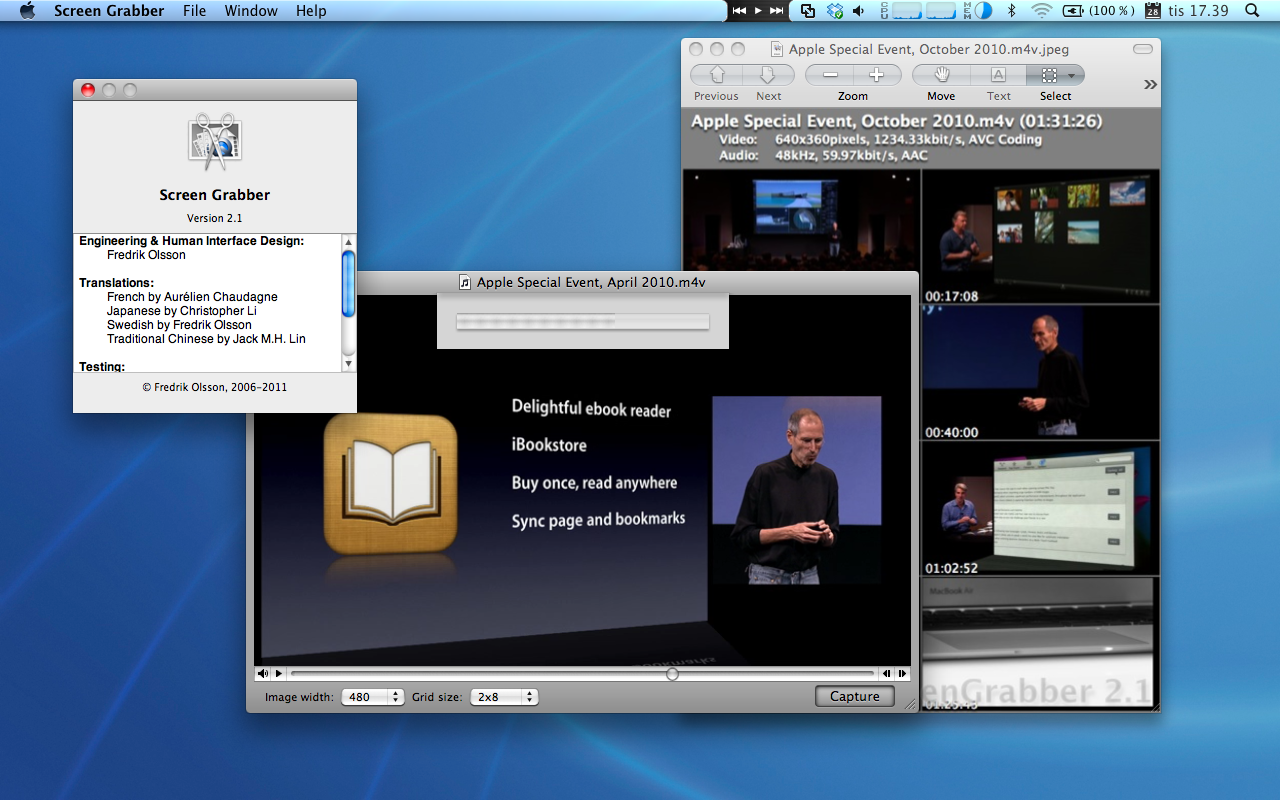 Screen Grabber File Window Help
CPU MEM (100 %) 28 tis 17.39
Screen Grabber
Version 2.1
Engineering & Human Interface Design:
Fredrik Olsson
Translations:
French by Aurélien Chaudagne
Japanese by Christopher Li
Swedish by Fredrik Olsson
Traditional Chinese by Jack M.H. Lin
Testing:
© Fredrik Olsson, 2006-2011
Apple Special Event, October 2010.m4v.jpeg
Previous Next Zoom Move Text Select
Apple Special Event, October 2010.m4v (01:31:26)
Video: 640x360pixels, 1234.33kbit/s, AVC Coding
Audio: 48kHz, 59.97kbit/s, AAC
00:17:08
00:40:00
01:02:52
MacBook Air
enGrabber 2.1
Apple Special Event, April 2010.m4v
Delightful ebook reader
iBookstore
Buy once, read anywhere
Sync page and bookmarks
Image width: 480 Grid size: 2x8 Capture